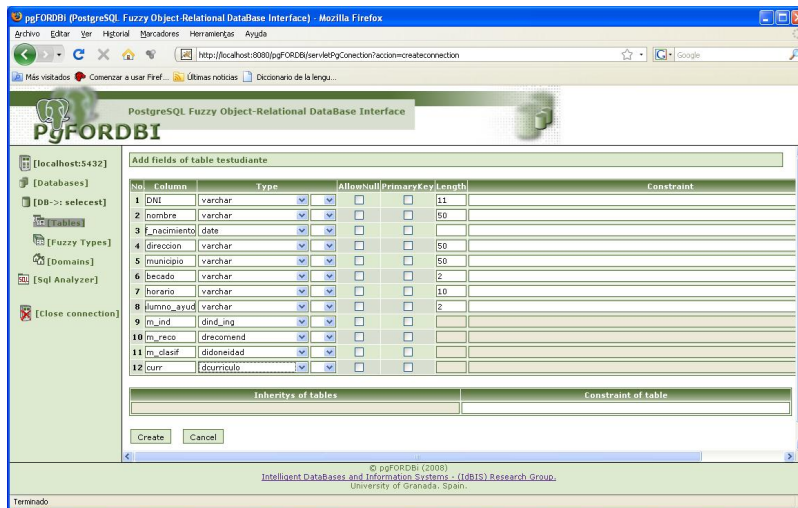 pgFORDBi (PostgreSQL Fuzzy Object-Relational DataBase Interface) - Mozilla Firefox
Archivo Editar Ver Historial Marcadores Herramientas Ayuda
http://localhost:8080/pgFORDBi/servletPgConection?accion=createconnection
Google
Más visitados Comenzar a usar Firef... Últimas noticias Diccionario de la lengu...
PostgreSQL Fuzzy Object-Relational DataBase Interface
PgFORDBI
[localhost:5432]
[Databases]
[DB->: selecest]
[Tables]
[Fuzzy Types]
[Domains]
[Sql Analyzer]
[Close connection]
Add fields of table testudiante
No. Column Type AllowNull PrimaryKey Length Constraint
1 DNI varchar 11
2 nombre varchar 50
3 f_nacimiento date
4 direccion varchar 50
5 municipio varchar 50
6 becado varchar 2
7 horario varchar 10
8 alumno_ayud varchar 2
9 m_ind dind_ing
10 m_reco drecomend
11 m_clasif didoneidad
12 curr dcurriculo
Inheritys of tables Constraint of table
Create Cancel
© pgFORDBi (2008)
Intelligent DataBases and Information Systems - (IdBIS) Research Group.
University of Granada. Spain.
Terminado